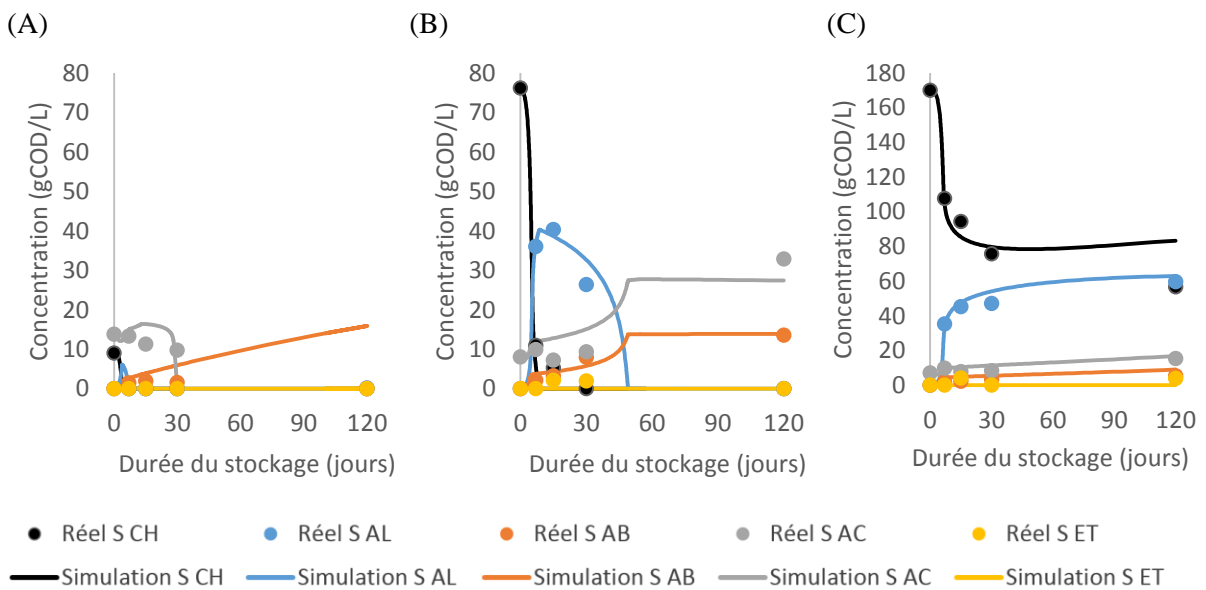 (A)
(B)
(C)
Concentration (gCOD/L)
80
70
60
50
40
30
20
10
0
0 30 60 90 120
Durée du stockage (jours)
Concentration (gCOD/L)
80
70
60
50
40
30
20
10
0
0 30 60 90 120
Durée du stockage (jours)
Concentration (gCOD/L)
180
160
140
120
100
80
60
40
20
0
0 30 60 90 120
Durée du stockage (jours)
Réel S CH Réel S AL Réel S AB Réel S AC Réel S ET
Simulation S CH Simulation S AL Simulation S AB Simulation S AC Simulation S ET